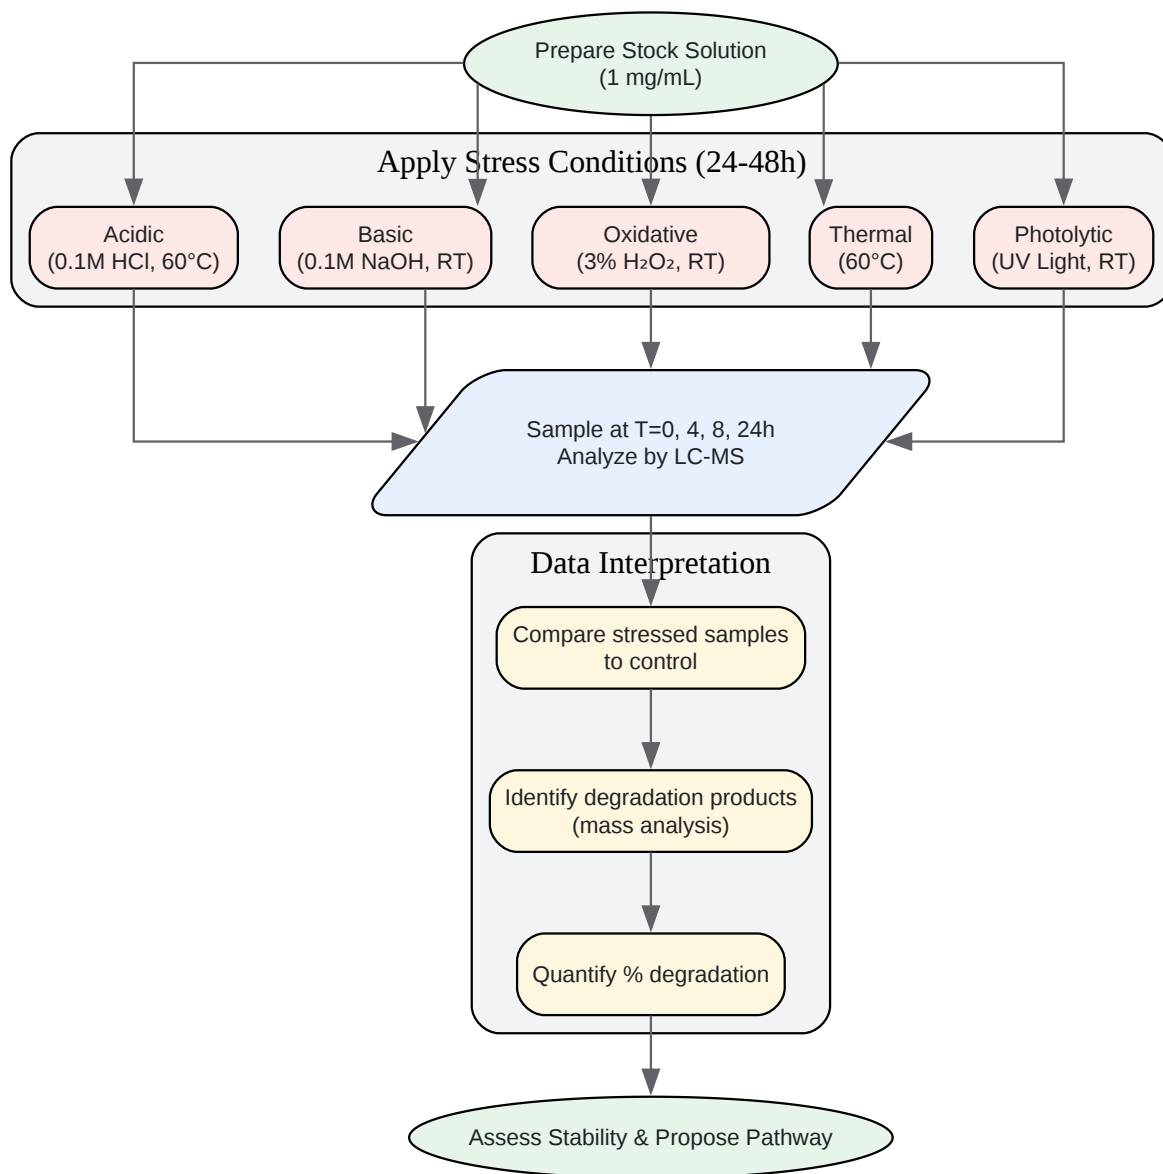 Prepare Stock Solution
(1 mg/mL)
Apply Stress Conditions (24-48h)
Acidic
(0.1M HCl, 60°C)
Basic
(0.1M NaOH, RT)
Oxidative
(3% H₂O₂, RT)
Thermal
(60°C)
Photolytic
(UV Light, RT)
Sample at T=0, 4, 8, 24h
Analyze by LC-MS
Data Interpretation
Compare stressed samples
to control
Identify degradation products
(mass analysis)
Quantify % degradation
Assess Stability & Propose Pathway